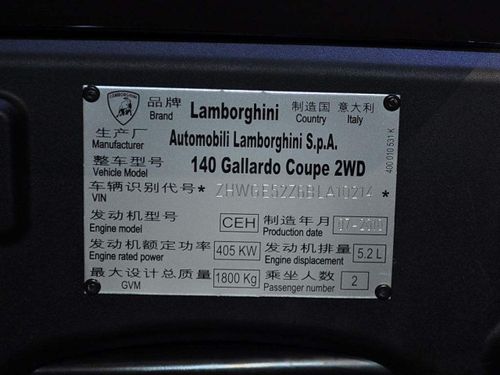 LAMBORGHINI
品牌 Lamborghini 制造国 意大利
Brand Country Italy
生产厂 Automobili Lamborghini S.p.A.
Manufacturer
整车型号 140 Gallardo Coupe 2WD
Vehicle Model
车辆识别代号 * *
VIN
发动机型号 CEH 制造年月
Engine model Production date
发动机额定功率 405 KW 发动机排量 5.2 L
Engine rated power Engine displacement
最大设计总质量 1800 Kg 乘坐人数 2
GVM Passenger number
400 010 531 K